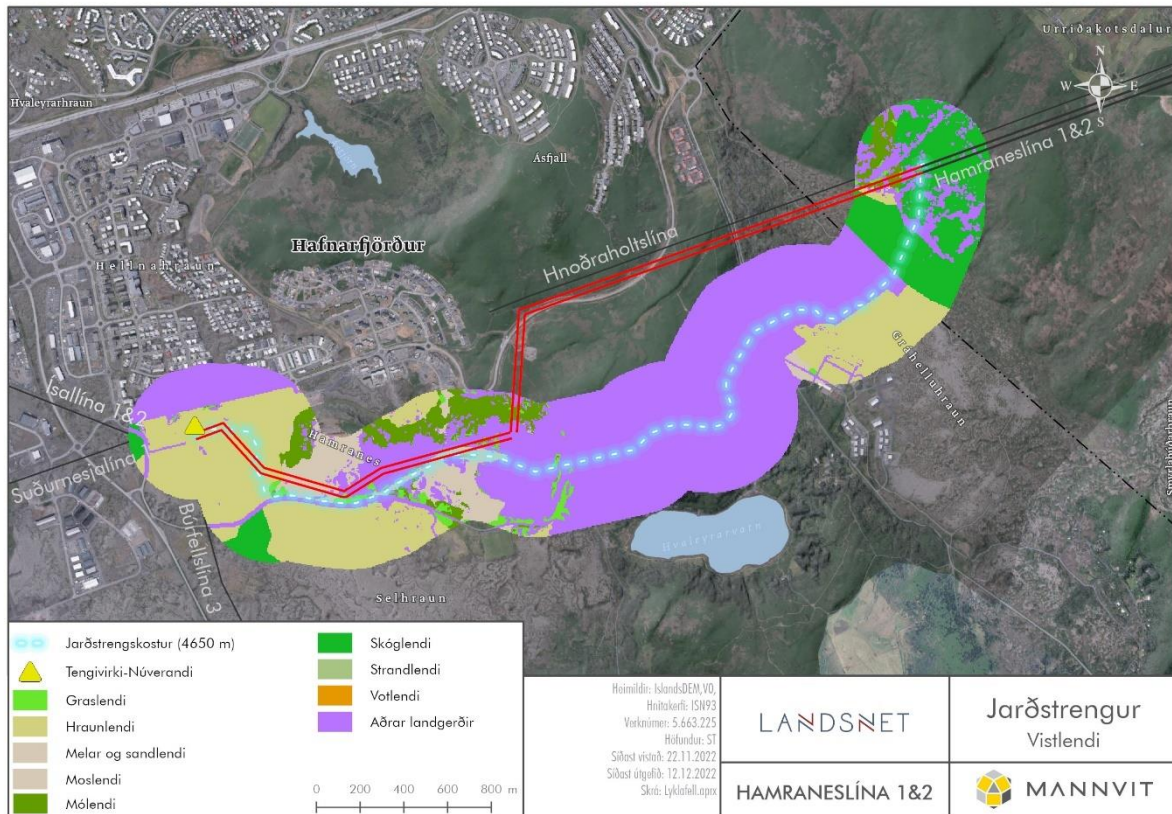 Urriðakotsdalur
N
W E
S
Hvaleyrarhraun
Ásfjall
Hamraneslína 1&2
Hnoðraholtslína
Hafnarfjörður
Hellnahraun
Gráhelluhraun
Ísallína 1&2
Hamranes
Suðurnesjalína
Búrfellslína 3
Hvaleyrarvatn
Selhraun
Jarðstrengskostur (4650 m)
Tengivirki-Núverandi
Graslendi
Hraunlendi
Melar og sandlendi
Moslendi
Mólendi
Skóglendi
Strandlendi
Votlendi
Aðrar landgerðir
0 200 400 600 800 m
Heimildir: IslandsDEM,V0,
Hnitakerfi: ISN93
Verknúmer: 5.663.225
Höfundur: ST
Síðast vistað: 22.11.2022
Síðast útgefið: 12.12.2022
Skrá: Lyklafell.aprx
LANDSNET
HAMRANESLÍNA 1&2
Jarðstrengur
Vistlendi
MANNVIT